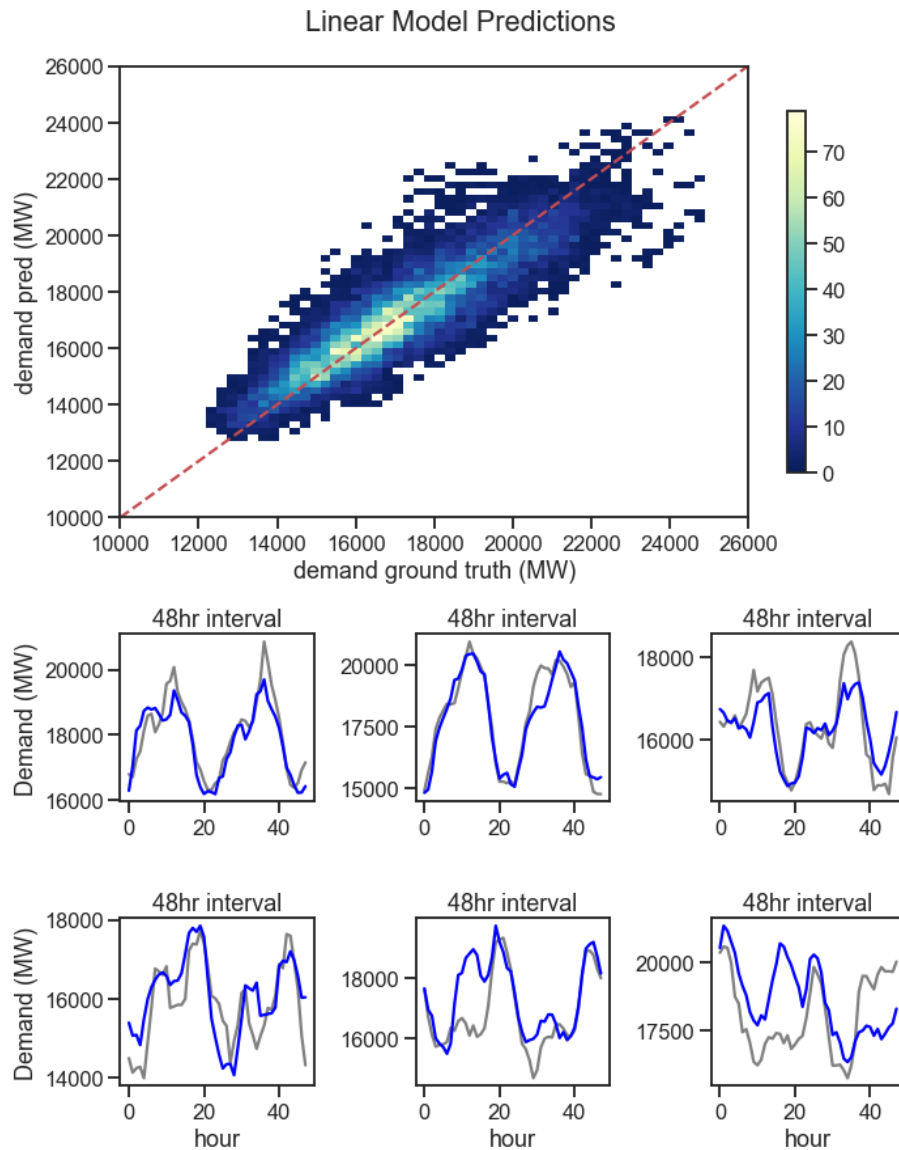 Linear Model Predictions
26000
24000
22000
20000
18000
16000
14000
12000
10000
demand pred (MW)
10000 12000 14000 16000 18000 20000 22000 24000 26000
demand ground truth (MW)
70
60
50
40
30
20
10
0
48hr interval 48hr interval 48hr interval
Demand (MW)
20000
18000
16000
0 20 40
20000
17500
15000
0 20 40
18000
16000
0 20 40
48hr interval 48hr interval 48hr interval
Demand (MW)
18000
16000
14000
0 20 40
hour
18000
16000
0 20 40
hour
20000
17500
0 20 40
hour